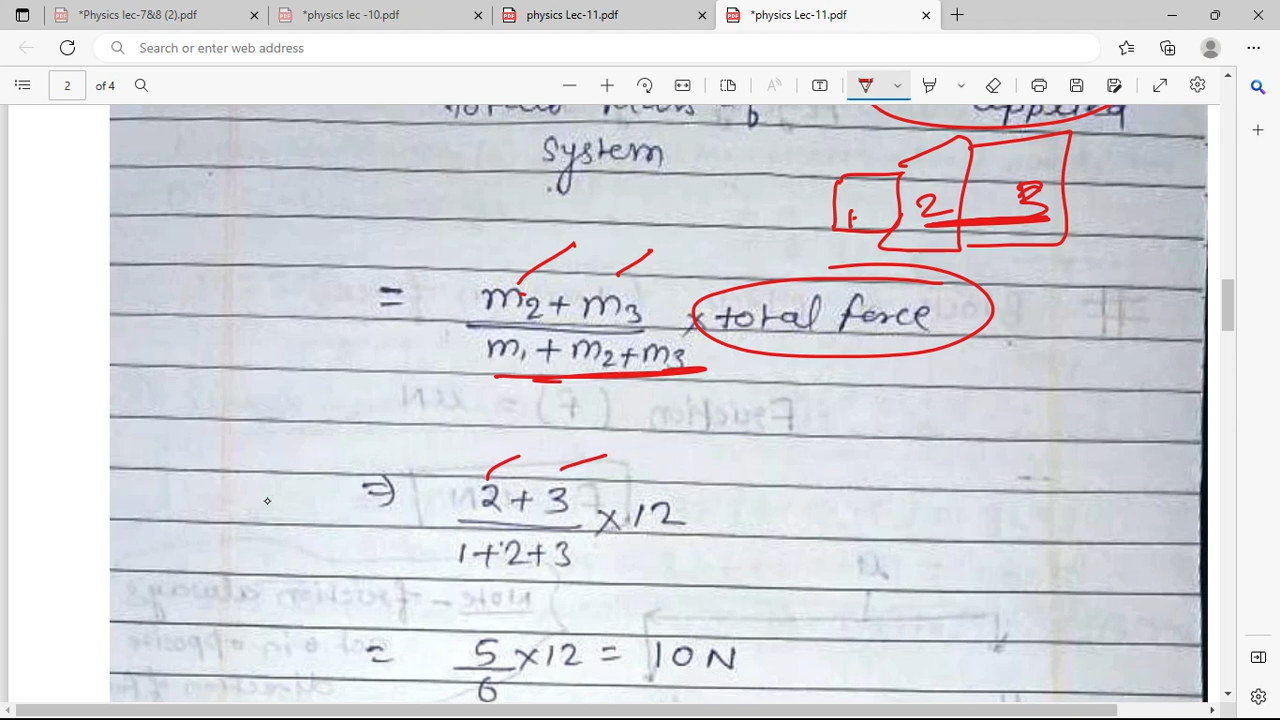 *Physics lec-7&8 (2).pdf
*physics lec -10.pdf
physics Lec-11.pdf
*physics Lec-11.pdf
Search or enter web address
2 of 4
system
1 2 3
= m2 + m3 / m1 + m2 + m3 × total force
⇒ 2 + 3 / 1 + 2 + 3 × 12
= 5/6 × 12 = 10 N